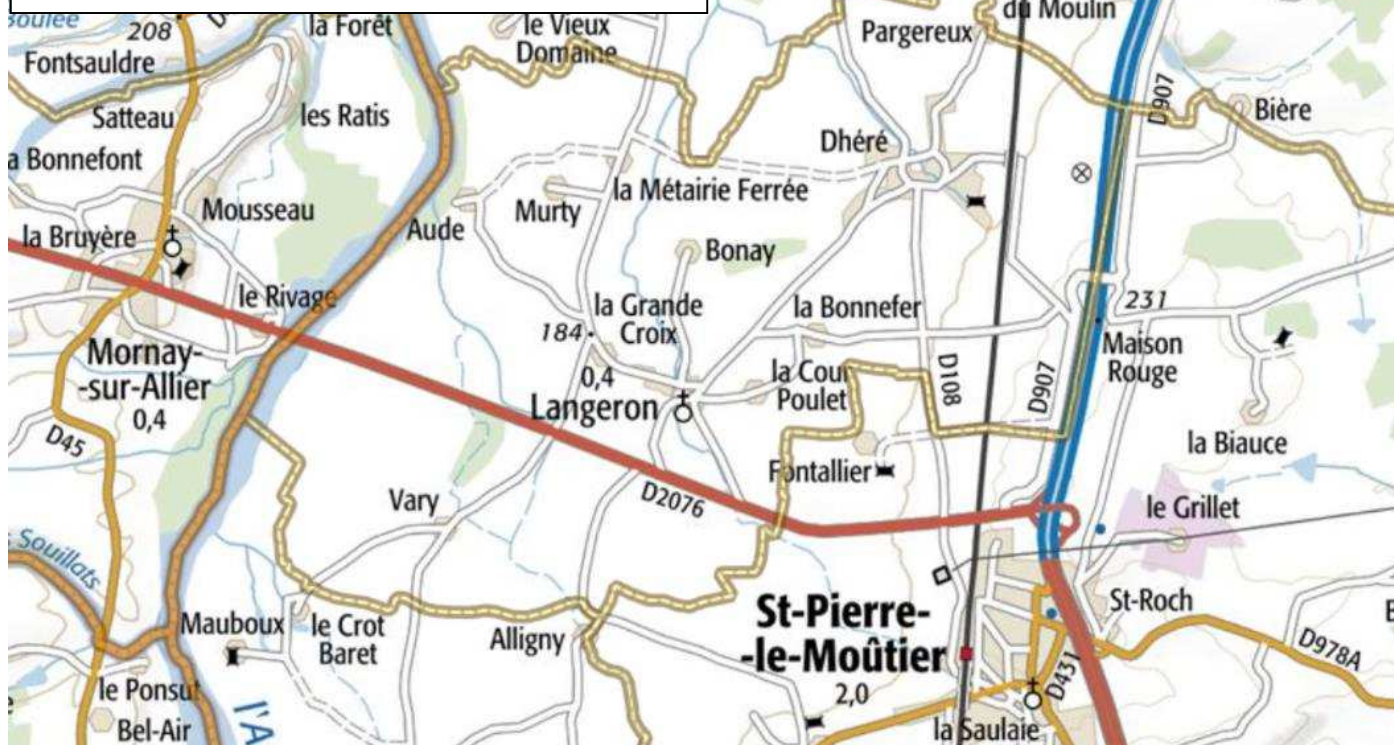 Boulée
208
la Forêt
le Vieux
Domaine
Pargereux
du Moulin
Fontsauldre
Satteau
les Ratis
Dhéré
D907
Bière
a Bonnefont
Mousseau
la Métairie Ferrée
Murty
Aude
la Bruyère
Bonay
le Rivage
la Grande
Croix
184
la Bonnefer
231
Maison
Rouge
Mornay-
-sur-Allier
0,4
0,4
Langeron
la Cour
Poulet
D108
D907
D45
la Biauce
Fontallier
Vary
D2076
le Grillet
Souillats
St-Pierre-
-le-Moûtier
2,0
St-Roch
Mauboux
le Crot
Baret
Alligny
D978A
D431
le Ponsut
Bel-Air
l'A
la Saulaie